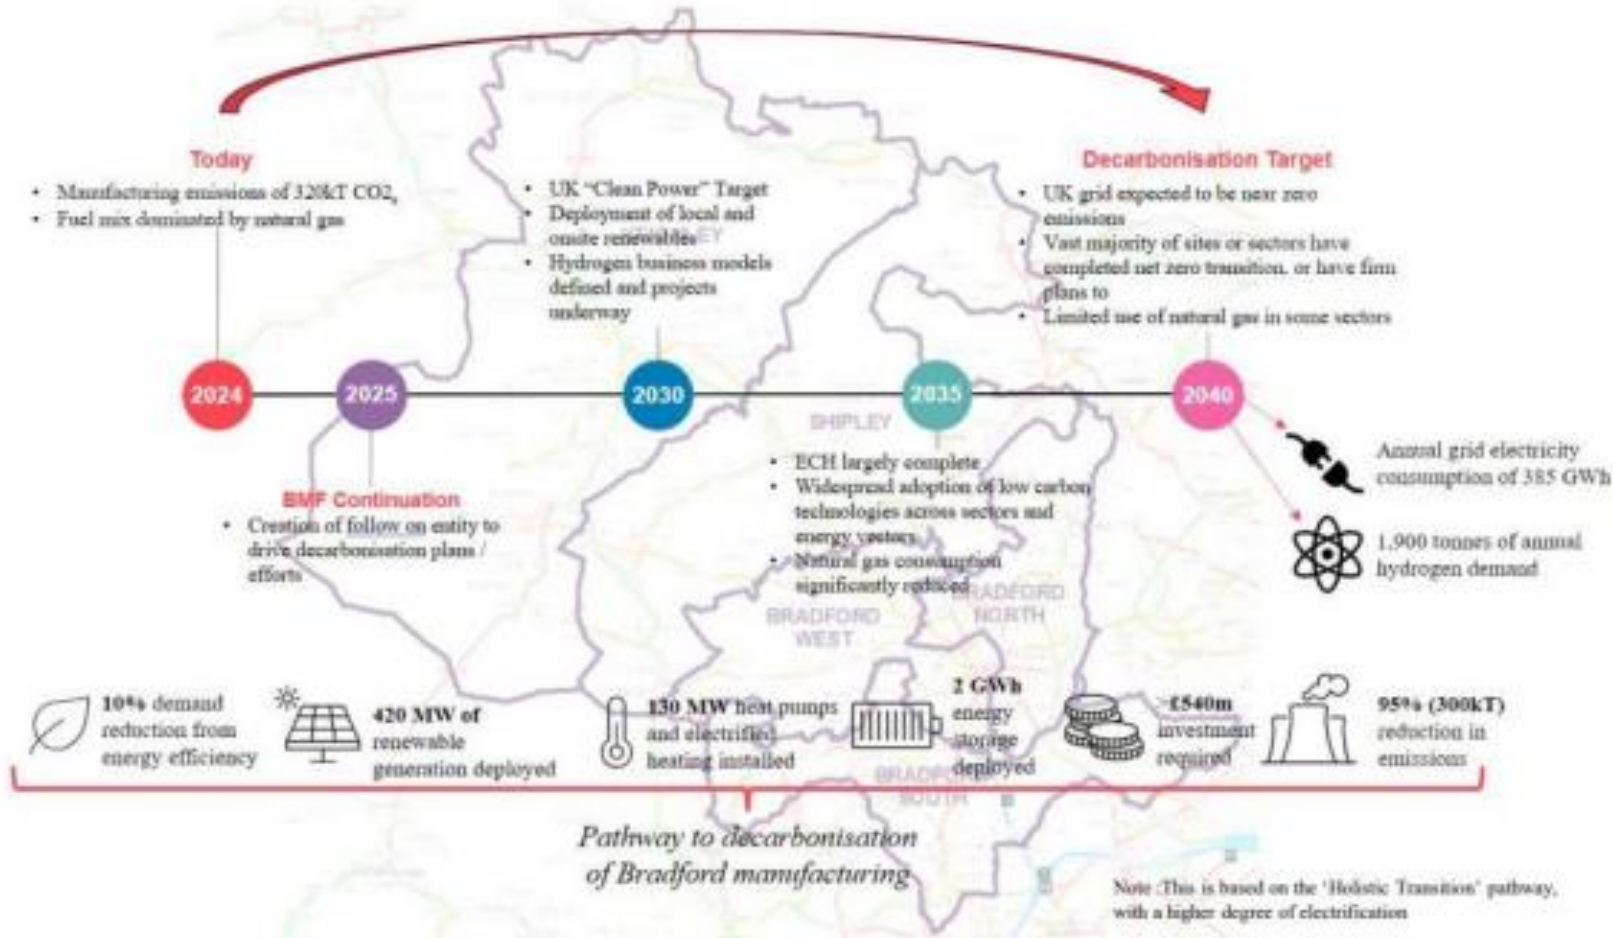 Today
• Manufacturing emissions of 320kT CO2e
• Fuel mix dominated by natural gas
• UK "Clean Power" Target
• Deployment of local and
onsite renewables
• Hydrogen business models
defined and projects
underway
Decarbonisation Target
• UK grid expected to be near zero
emissions
• Vast majority of sites or sectors have
completed net zero transition, or have firm
plans to
• Limited use of natural gas in some sectors
2024
2025
2030
2035
2040
SHIPLEY
BMF Continuation
• Creation of follow on entity to
drive decarbonisation plans /
efforts
• ECH largely complete
• Widespread adoption of low carbon
technologies across sectors and
energy vectors
• Natural gas consumption
significantly reduced
Annual grid electricity
consumption of 385 GWh
1,900 tonnes of annual
hydrogen demand
BRADFORD
WEST
BRADFORD
NORTH
10% demand
reduction from
energy efficiency
420 MW of
renewable
generation deployed
130 MW heat pumps
and electrified
heating installed
2 GWh
energy
storage
deployed
>£540m
investment
required
95% (300kT)
reduction in
emissions
BRADFORD
SOUTH
Pathway to decarbonisation
of Bradford manufacturing
Note :This is based on the 'Holistic Transition' pathway,
with a higher degree of electrification